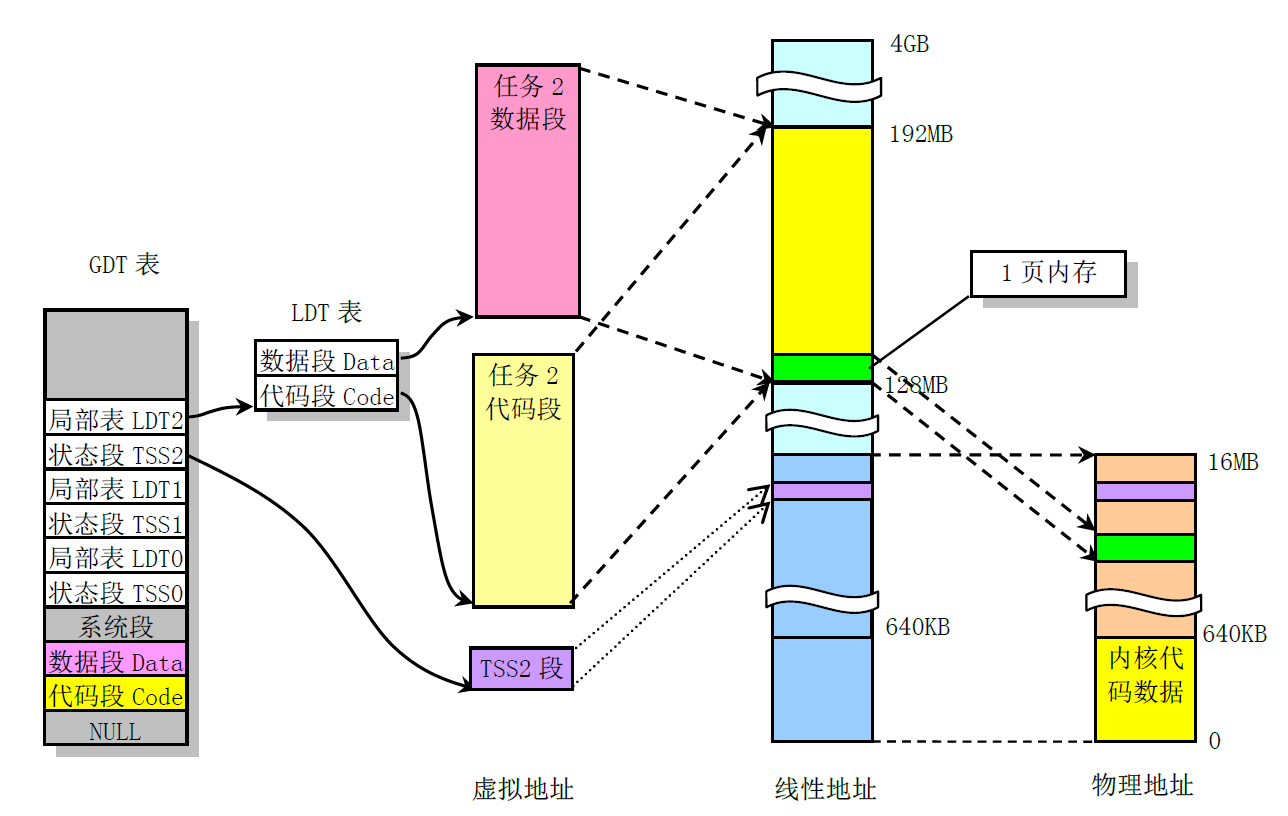 GDT 表
局部表 LDT2
状态段 TSS2
局部表 LDT1
状态段 TSS1
局部表 LDT0
状态段 TSS0
系统段
数据段 Data
代码段 Code
NULL
LDT 表
数据段 Data
代码段 Code
任务 2
数据段
任务 2
代码段
TSS2 段
虚拟地址
4GB
192MB
128MB
640KB
线性地址
1 页内存
16MB
640KB
内核代
码数据
0
物理地址